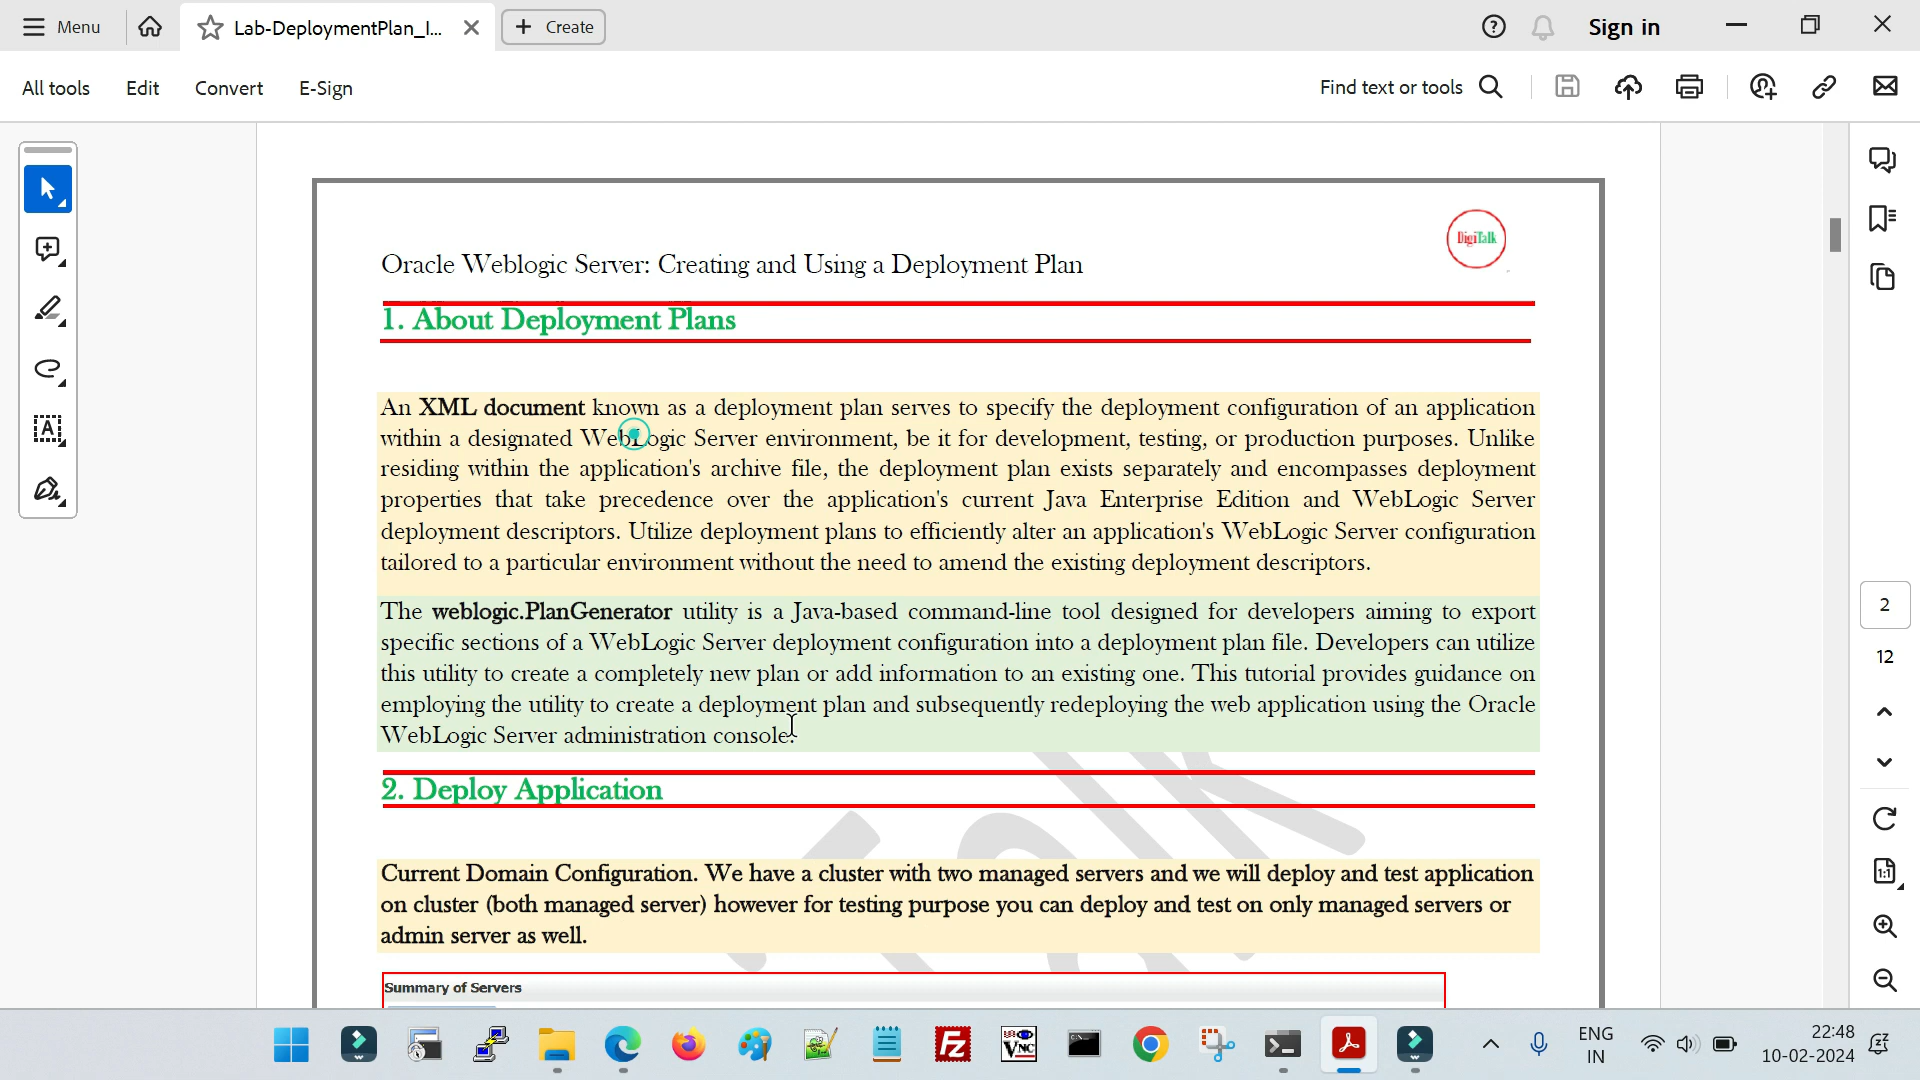 Menu
Lab-DeploymentPlan_I...
Create
Sign in
All tools
Edit
Convert
E-Sign
Find text or tools
DigiTalk
Oracle Weblogic Server: Creating and Using a Deployment Plan
1. About Deployment Plans
An XML document known as a deployment plan serves to specify the deployment configuration of an application
within a designated WebLogic Server environment, be it for development, testing, or production purposes. Unlike
residing within the application's archive file, the deployment plan exists separately and encompasses deployment
properties that take precedence over the application's current Java Enterprise Edition and WebLogic Server
deployment descriptors. Utilize deployment plans to efficiently alter an application's WebLogic Server configuration
tailored to a particular environment without the need to amend the existing deployment descriptors.
The weblogic.PlanGenerator utility is a Java-based command-line tool designed for developers aiming to export
specific sections of a WebLogic Server deployment configuration into a deployment plan file. Developers can utilize
this utility to create a completely new plan or add information to an existing one. This tutorial provides guidance on
employing the utility to create a deployment plan and subsequently redeploying the web application using the Oracle
WebLogic Server administration console.
2. Deploy Application
Current Domain Configuration. We have a cluster with two managed servers and we will deploy and test application
on cluster (both managed server) however for testing purpose you can deploy and test on only managed servers or
admin server as well.
Summary of Servers
2
12
1:1
ENG
IN
22:48
10-02-2024